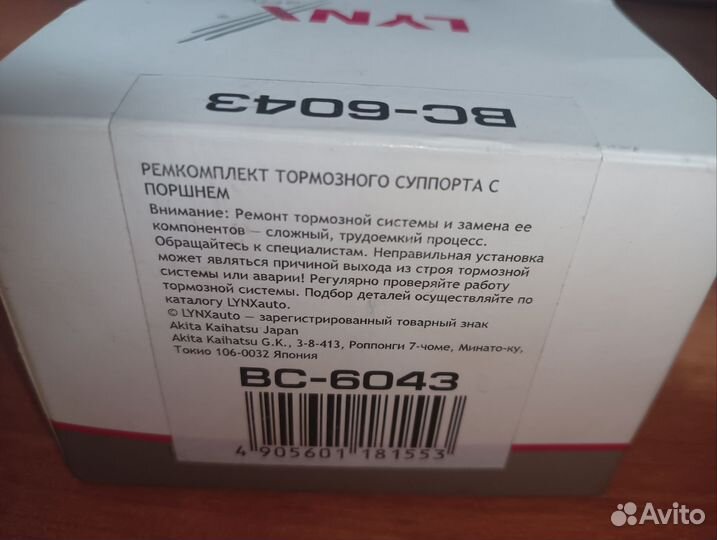 LYNX
BC-6043
РЕМКОМПЛЕКТ ТОРМОЗНОГО СУППОРТА С
ПОРШНЕМ
Внимание: Ремонт тормозной системы и замена ее
компонентов — сложный, трудоемкий процесс.
Обращайтесь к специалистам. Неправильная установка
может являться причиной выхода из строя тормозной
системы или аварии! Регулярно проверяйте работу
тормозной системы. Подбор деталей осуществляйте по
каталогу LYNXauto.
© LYNXauto — зарегистрированный товарный знак
Akita Kaihatsu Japan
Akita Kaihatsu G.K., 3-8-413, Роппонги 7-чоме, Минато-ку,
Токио 106-0032 Япония
BC-6043
4 905601 181553
Avito